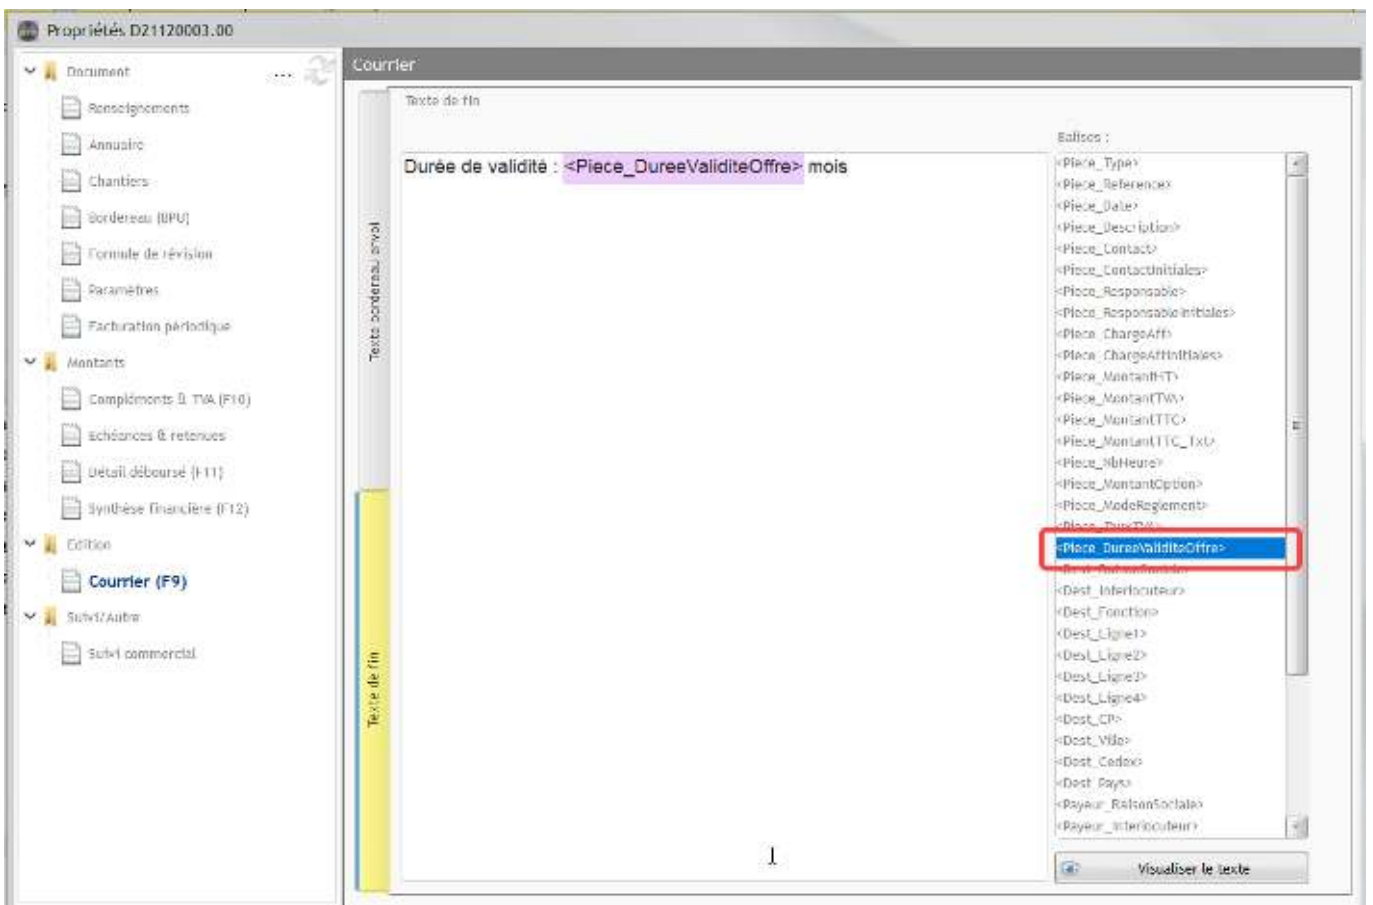 Propriétés D21120003.00
Document
...
Renseignements
Annuaire
Chantiers
Bordereau (BPU)
Formule de révision
Paramètres
Facturation périodique
Montants
Compléments & TVA (F10)
Echéances & retenues
Détail déboursé (F11)
Synthèse financière (F12)
Edition
Courrier (F9)
Suivi/Autre
Suivi commercial
Courrier
Texte bordereau envoi
Texte de fin
Texte de fin
Durée de validité : <Piece_DureeValiditeOffre> mois
Balises :
<Piece_Type>
<Piece_Reference>
<Piece_Date>
<Piece_Description>
<Piece_Contact>
<Piece_ContactInitiales>
<Piece_Responsable>
<Piece_ResponsableInitiales>
<Piece_ChargeAff>
<Piece_ChargeAffInitiales>
<Piece_MontantHT>
<Piece_MontantTVA>
<Piece_MontantTTC>
<Piece_MontantTTC_Txt>
<Piece_NbHeure>
<Piece_MontantOption>
<Piece_ModeReglement>
<Piece_TauxTVA>
<Piece_DureeValiditeOffre>
<Dest_RaisonSociale>
<Dest_Interlocuteur>
<Dest_Fonction>
<Dest_Ligne1>
<Dest_Ligne2>
<Dest_Ligne3>
<Dest_Ligne4>
<Dest_CP>
<Dest_Ville>
<Dest_Cedex>
<Dest_Pays>
<Payeur_RaisonSociale>
<Payeur_Interlocuteur>
Visualiser le texte